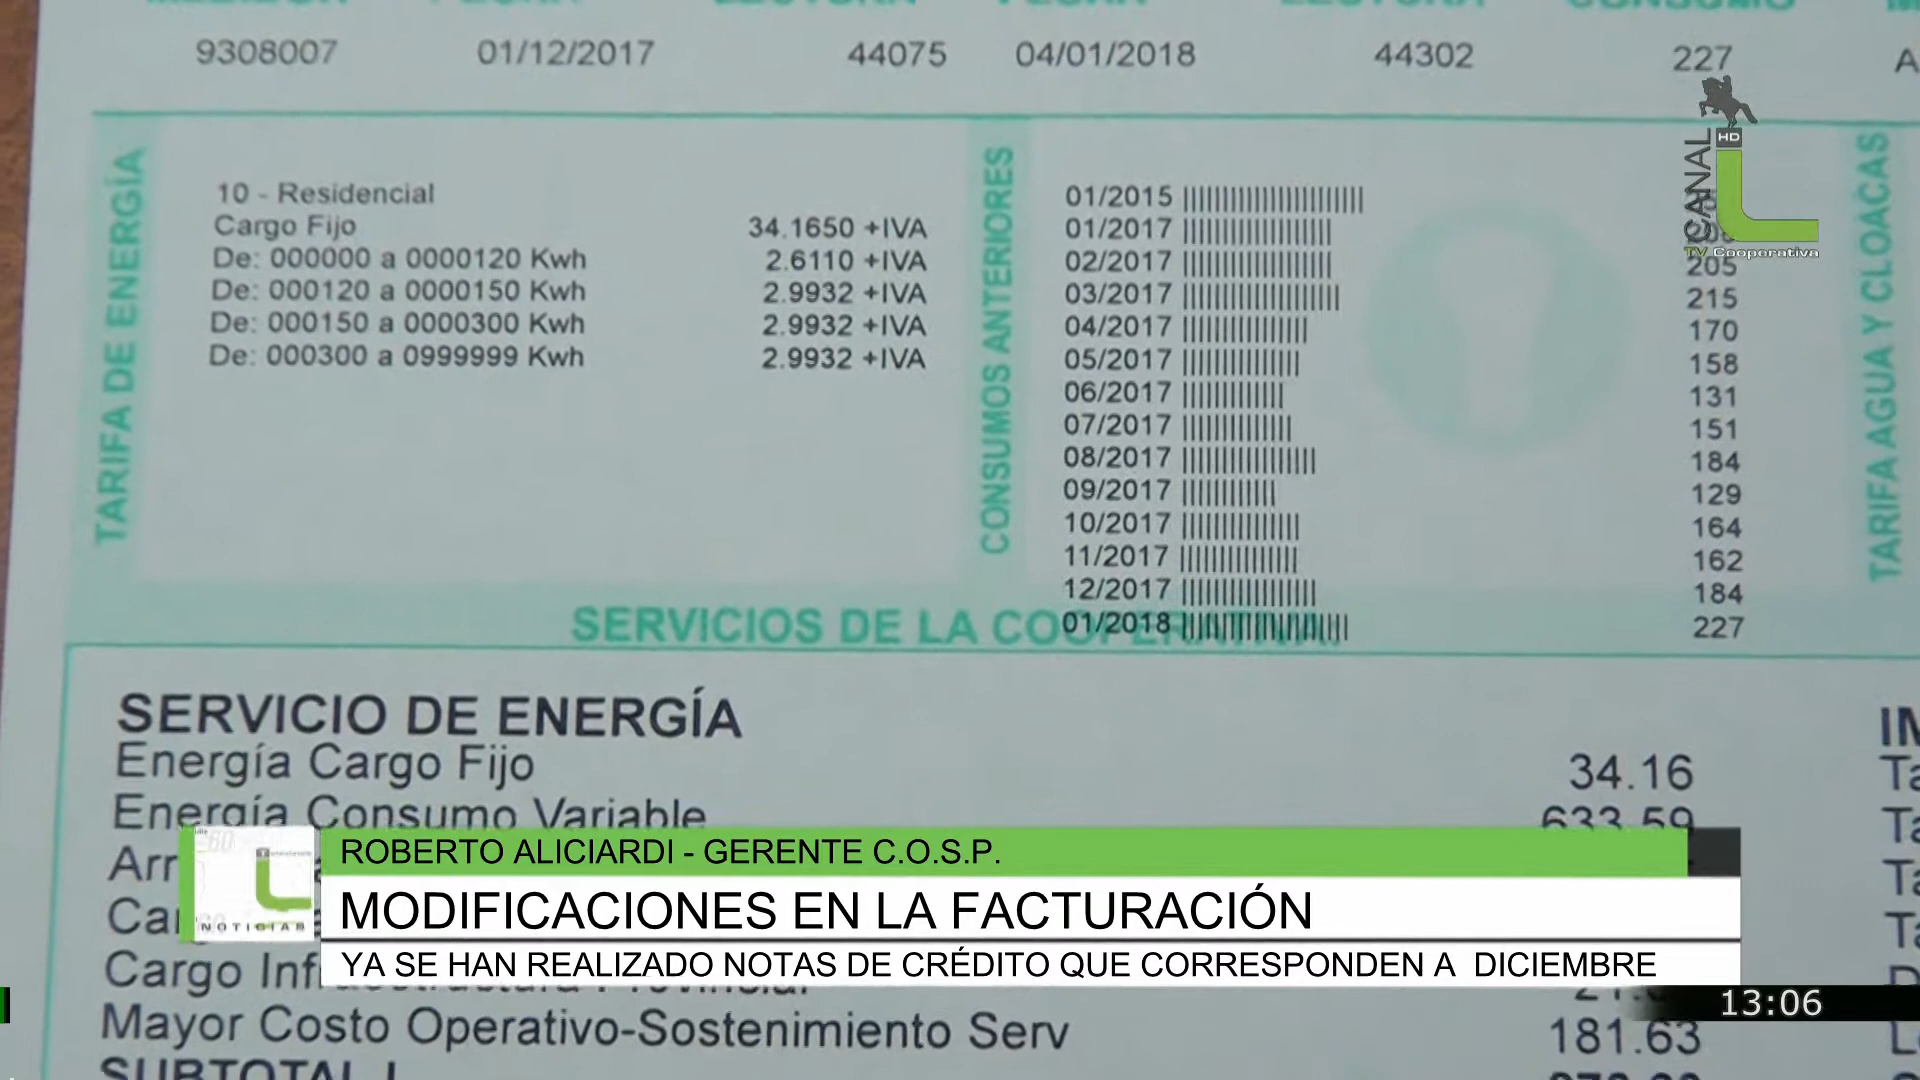 9308007 01/12/2017 44075 04/01/2018 44302 227
TARIFA DE ENERGÍA
10 - Residencial
Cargo Fijo 34.1650 +IVA
De: 000000 a 0000120 Kwh 2.6110 +IVA
De: 000120 a 0000150 Kwh 2.9932 +IVA
De: 000150 a 0000300 Kwh 2.9932 +IVA
De: 000300 a 0999999 Kwh 2.9932 +IVA
CONSUMOS ANTERIORES
01/2015
01/2017
02/2017 205
03/2017 215
04/2017 170
05/2017 158
06/2017 131
07/2017 151
08/2017 184
09/2017 129
10/2017 164
11/2017 162
12/2017 184
01/2018 227
TARIFA AGUA Y CLOACAS
CANAL
HD
TV Cooperativa
SERVICIOS DE LA COOPERATIVA
SERVICIO DE ENERGÍA
Energía Cargo Fijo 34.16
Energía Consumo Variable 633.59
Cargo
Mayor Costo Operativo-Sostenimiento Serv 181.63
SUBTOTAL I
NOTICIAS
ROBERTO ALICIARDI - GERENTE C.O.S.P.
MODIFICACIONES EN LA FACTURACIÓN
YA SE HAN REALIZADO NOTAS DE CRÉDITO QUE CORRESPONDEN A DICIEMBRE
13:06